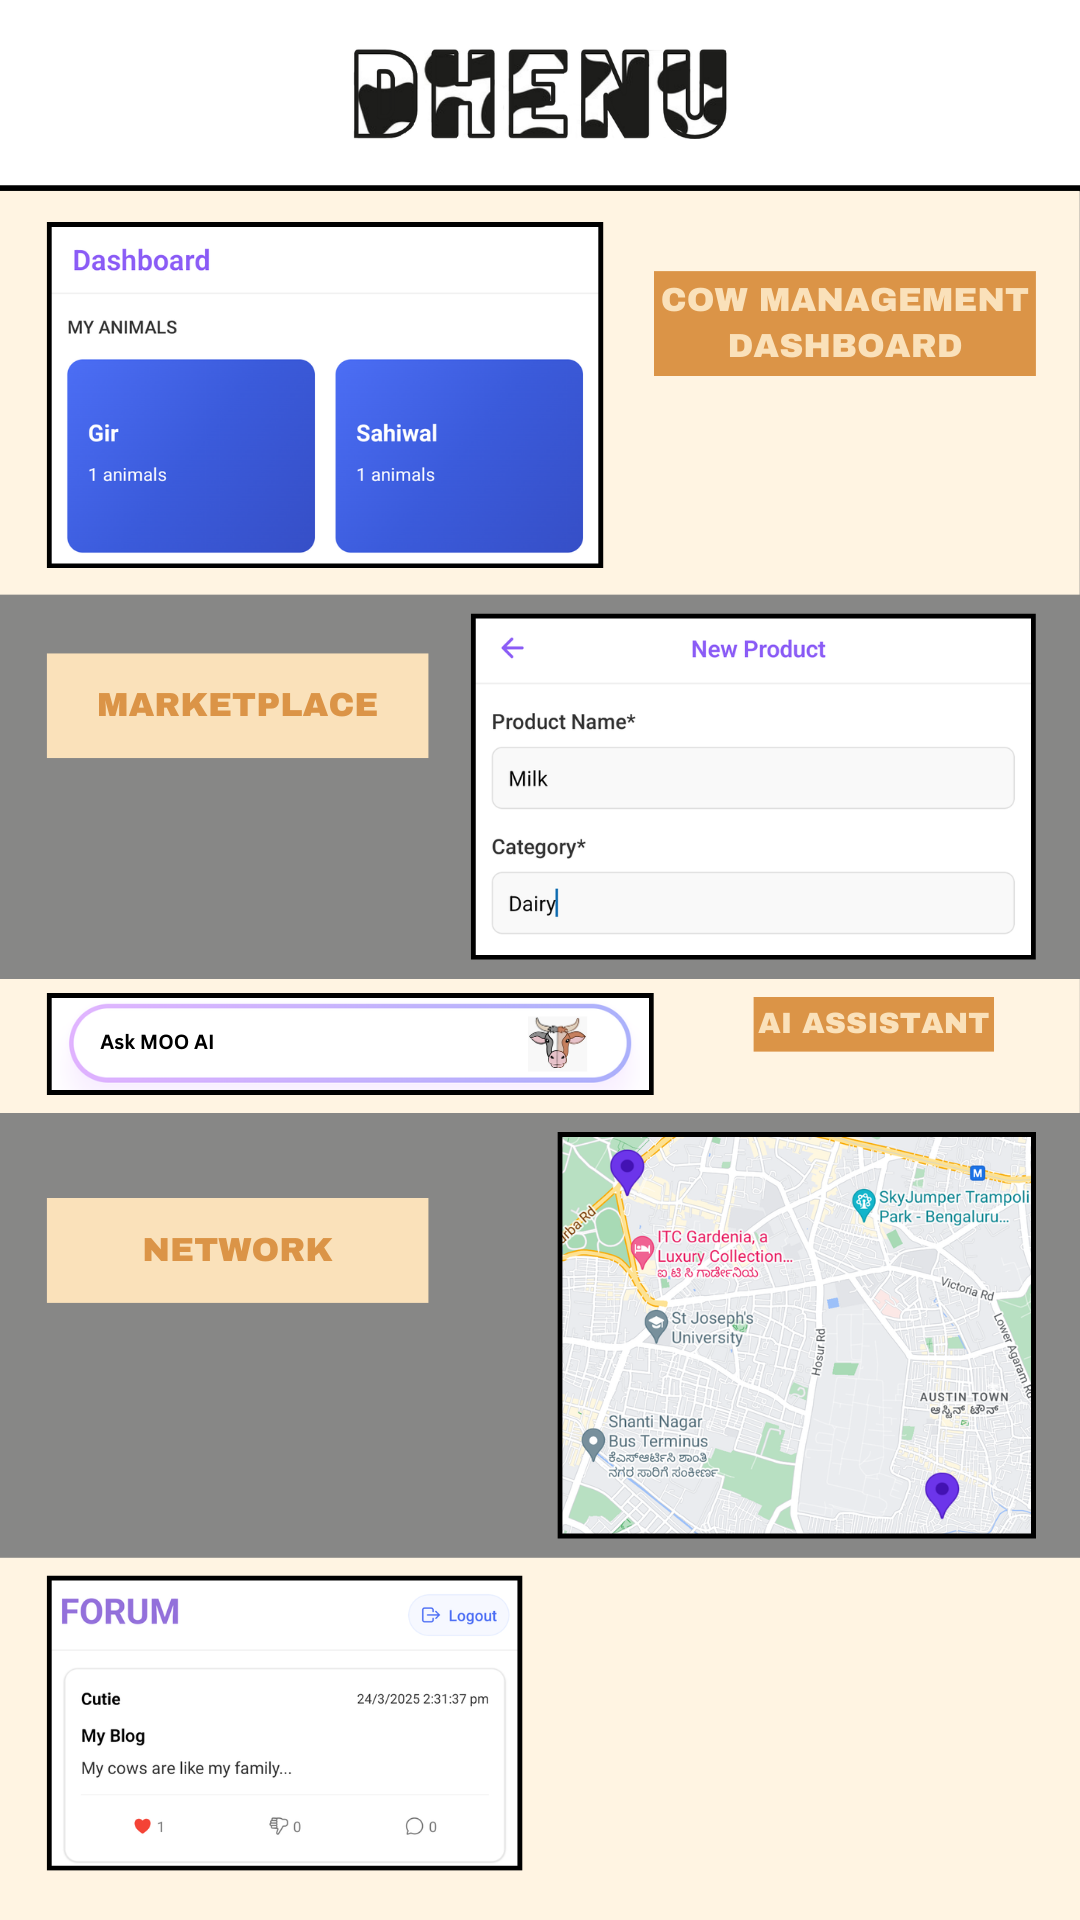 DHENU
Dashboard
MY ANIMALS
Gir
1 animals
Sahiwal
1 animals
COW MANAGEMENT
DASHBOARD
MARKETPLACE
New Product
Product Name*
Milk
Category*
Dairy
Ask MOO AI
AI ASSISTANT
NETWORK
M
SkyJumper Trampoli
Park - Bengaluru...
urba Rd
ITC Gardenia, a
Luxury Collection...
ಐ ಟಿ ಸಿ ಗಾರ್ಡೇನಿಯ
Victoria Rd
St Joseph's
University
Hosur Rd
Lower Agaram Rd
AUSTIN TOWN
ಆಸ್ಟಿನ್ ಟೌನ್
Shanti Nagar
Bus Terminus
ಕೆಎಸ್ಆರ್ಟಿಸಿ ಶಾಂತಿ
ನಗರ ಸಾರಿಗೆ ಸಂಕೀರ್ಣ
FORUM
Logout
Cutie
24/3/2025 2:31:37 pm
My Blog
My cows are like my family...
1
0
0